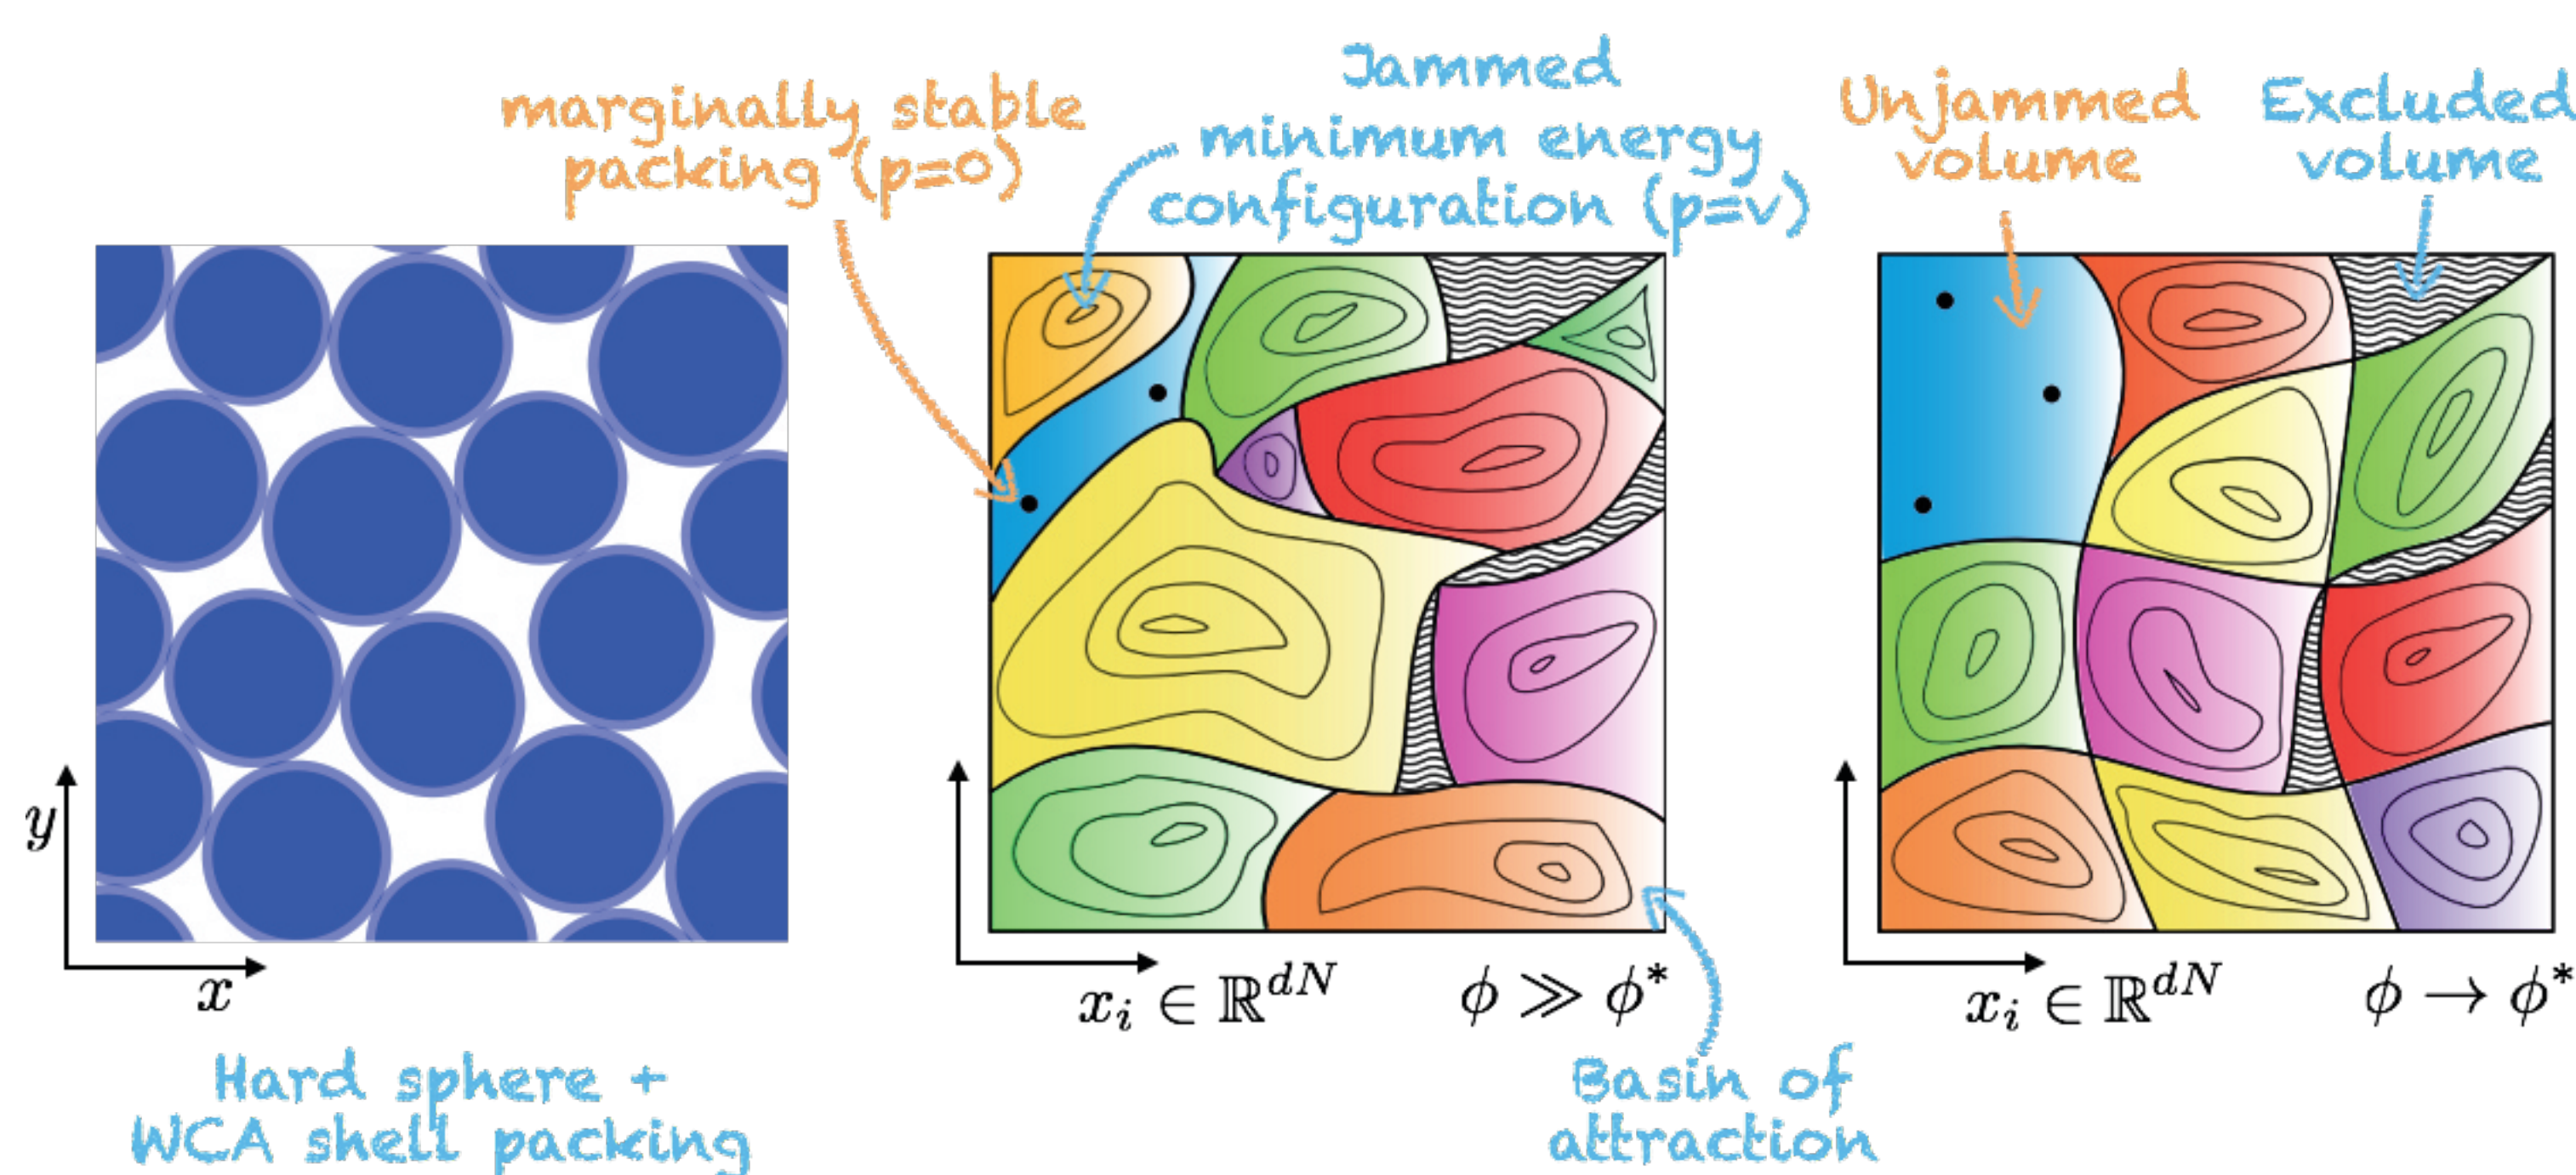 marginally stable
packing (p=0)
Jammed
minimum energy
configuration (p=v)
Unjammed
volume
Excluded
volume
y
x
x_i ∈ ℝ^{dN}
ϕ ≫ ϕ*
x_i ∈ ℝ^{dN}
ϕ → ϕ*
Hard sphere +
WCA shell packing
Basin of
attraction